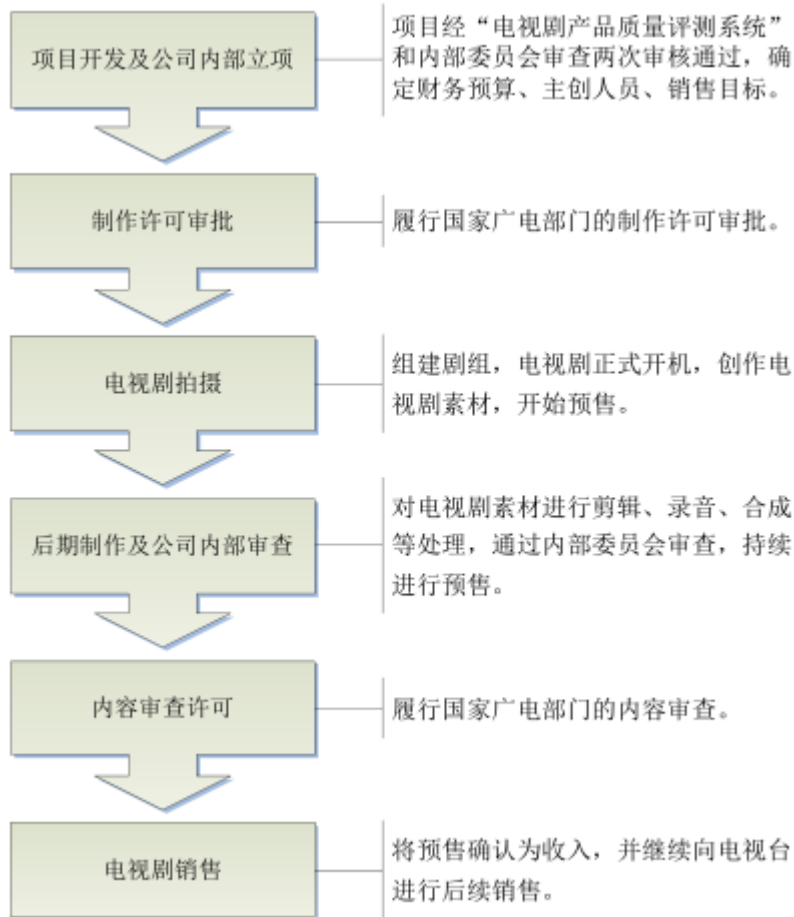 项目开发及公司内部立项
项目经“电视剧产品质量评测系统”
和内部委员会审查两次审核通过，确
定财务预算、主创人员、销售目标。
制作许可审批
履行国家广电部门的制作许可审批。
电视剧拍摄
组建剧组，电视剧正式开机，创作电
视剧素材，开始预售。
后期制作及公司内部审查
对电视剧素材进行剪辑、录音、合成
等处理，通过内部委员会审查，持续
进行预售。
内容审查许可
履行国家广电部门的内容审查。
电视剧销售
将预售确认为收入，并继续向电视台
进行后续销售。